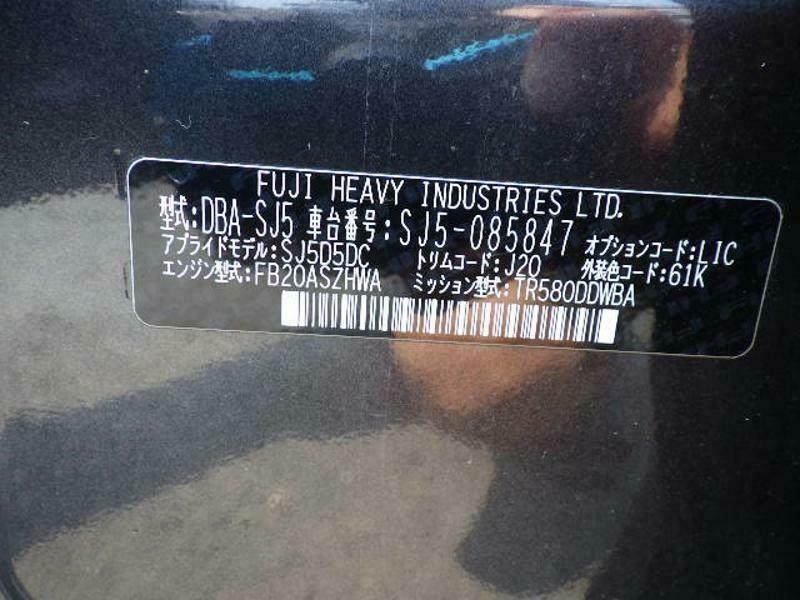 FUJI HEAVY INDUSTRIES LTD.
型式:DBA-SJ5 車台番号:SJ5-085847 オプションコード:LIC
アプライドモデル:SJ5D5DC トリムコード:J20 外装色コード:61K
エンジン型式:FB20ASZHWA ミッション型式:TR580DDWBA